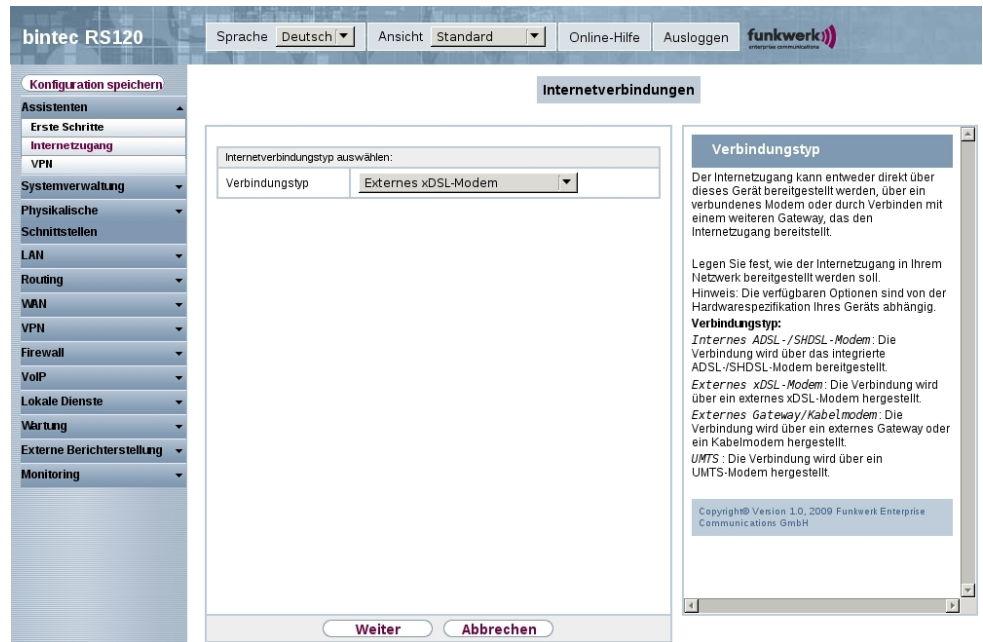 bintec RS120
Sprache Deutsch
Ansicht Standard
Online-Hilfe
Ausloggen
funkwerk
enterprise communications
Konfiguration speichern
Assistenten
Erste Schritte
Internetzugang
VPN
Systemverwaltung
Physikalische
Schnittstellen
LAN
Routing
WAN
VPN
Firewall
VoIP
Lokale Dienste
Wartung
Externe Berichterstellung
Monitoring
Internetverbindungen
Internetverbindungstyp auswählen:
Verbindungstyp Externes xDSL-Modem
Weiter
Abbrechen
Verbindungstyp
Der Internetzugang kann entweder direkt über
dieses Gerät bereitgestellt werden, über ein
verbundenes Modem oder durch Verbinden mit
einem weiteren Gateway, das den
Internetzugang bereitstellt.
Legen Sie fest, wie der Internetzugang in Ihrem
Netzwerk bereitgestellt werden soll.
Hinweis: Die verfügbaren Optionen sind von der
Hardwarespezifikation Ihres Geräts abhängig.
Verbindungstyp:
Internes ADSL-/SHDSL-Modem: Die
Verbindung wird über das integrierte
ADSL-/SHDSL-Modem bereitgestellt.
Externes xDSL-Modem: Die Verbindung wird
über ein externes xDSL-Modem hergestellt.
Externes Gateway/Kabelmodem: Die
Verbindung wird über ein externes Gateway oder
ein Kabelmodem hergestellt.
UMTS : Die Verbindung wird über ein
UMTS-Modem hergestellt.
Copyright© Version 1.0, 2009 Funkwerk Enterprise
Communications GmbH